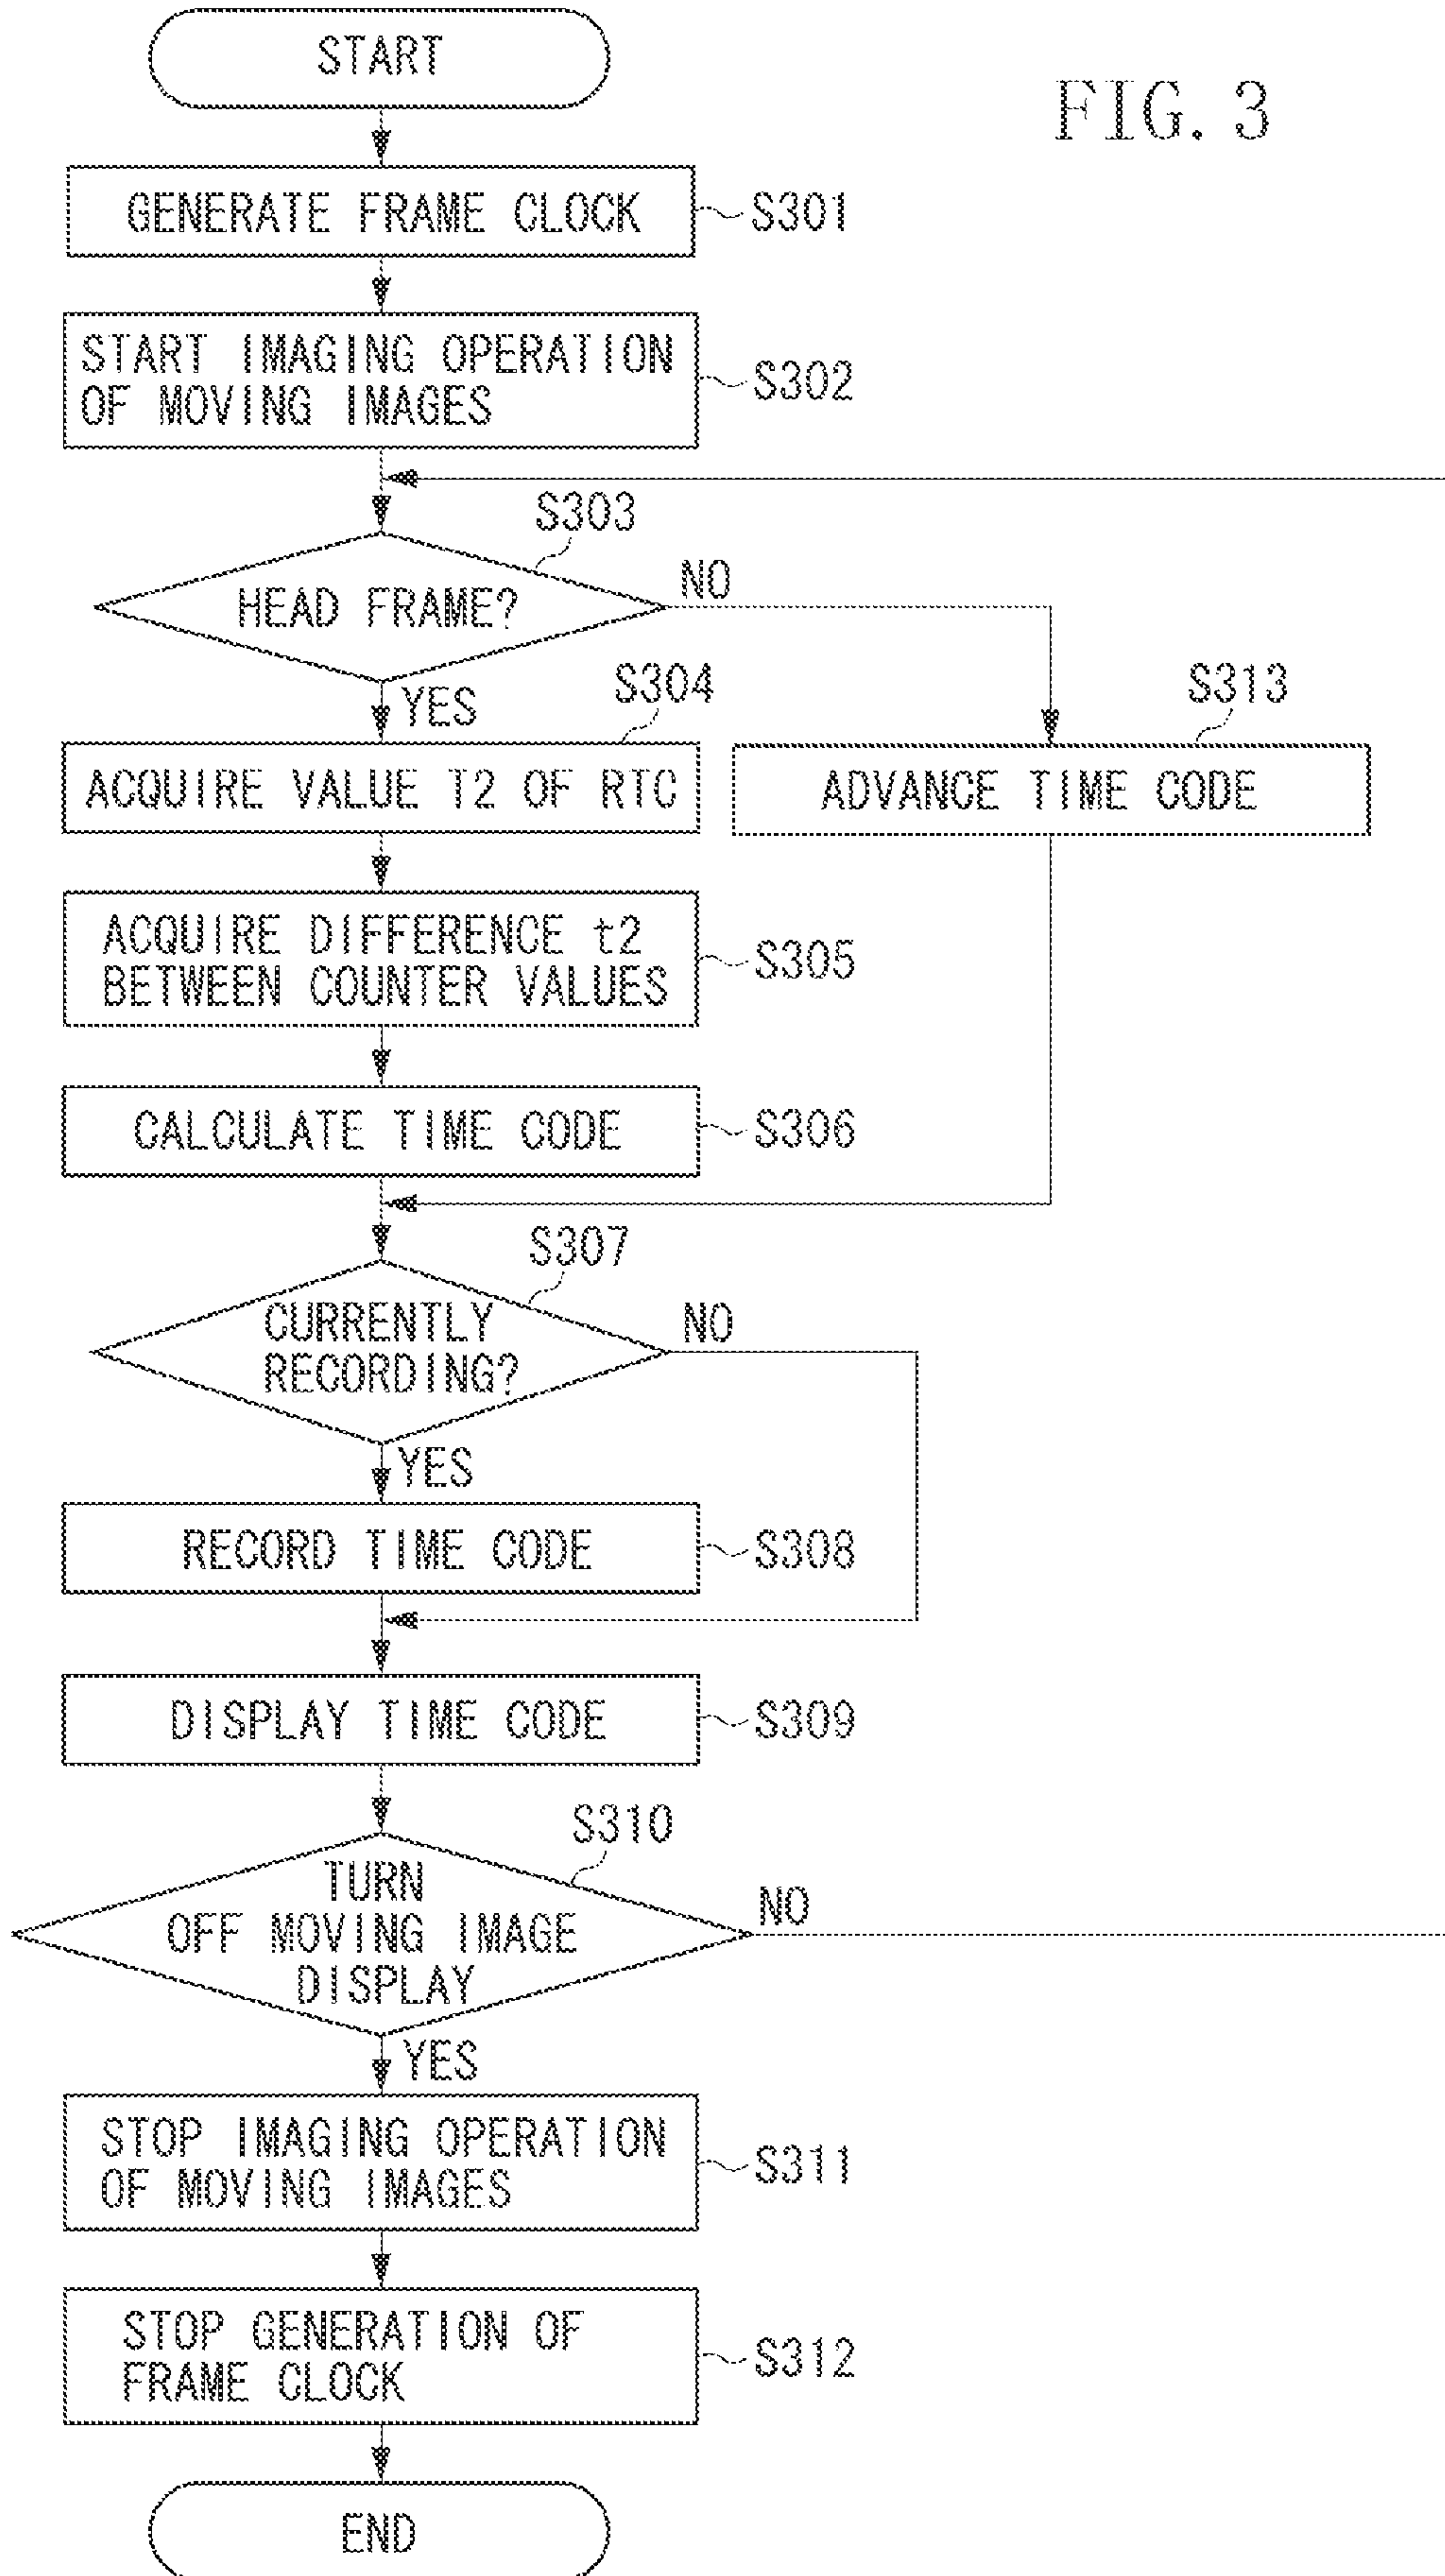 START
FIG. 3
GENERATE FRAME CLOCK
S301
START IMAGING OPERATION
OF MOVING IMAGES
S302
S303
HEAD FRAME?
NO
YES
S304
S313
ACQUIRE VALUE T2 OF RTC
ADVANCE TIME CODE
ACQUIRE DIFFERENCE t2
BETWEEN COUNTER VALUES
S305
CALCULATE TIME CODE
S306
S307
CURRENTLY
RECORDING?
NO
YES
RECORD TIME CODE
S308
DISPLAY TIME CODE
S309
S310
TURN
OFF MOVING IMAGE
DISPLAY
NO
YES
STOP IMAGING OPERATION
OF MOVING IMAGES
S311
STOP GENERATION OF
FRAME CLOCK
S312
END